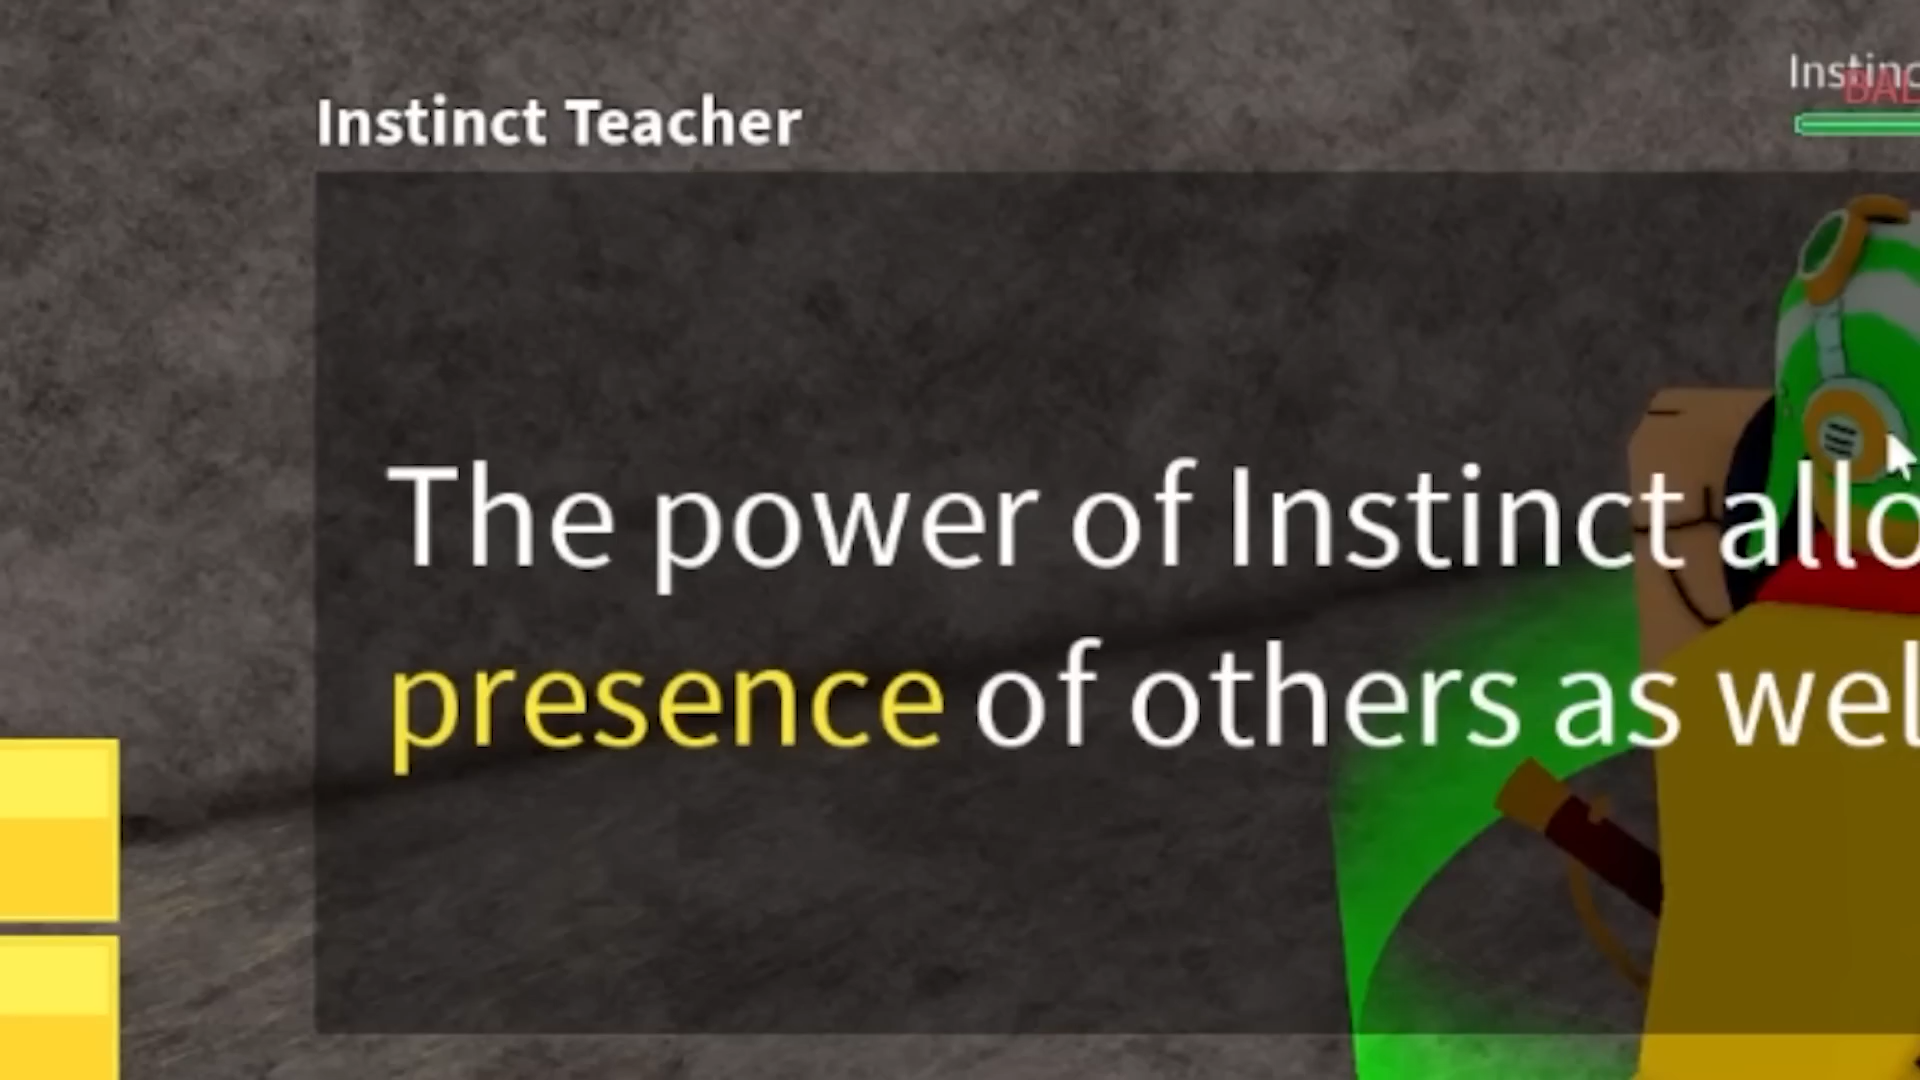 Instinct Teacher
The power of Instinct
presence of others as